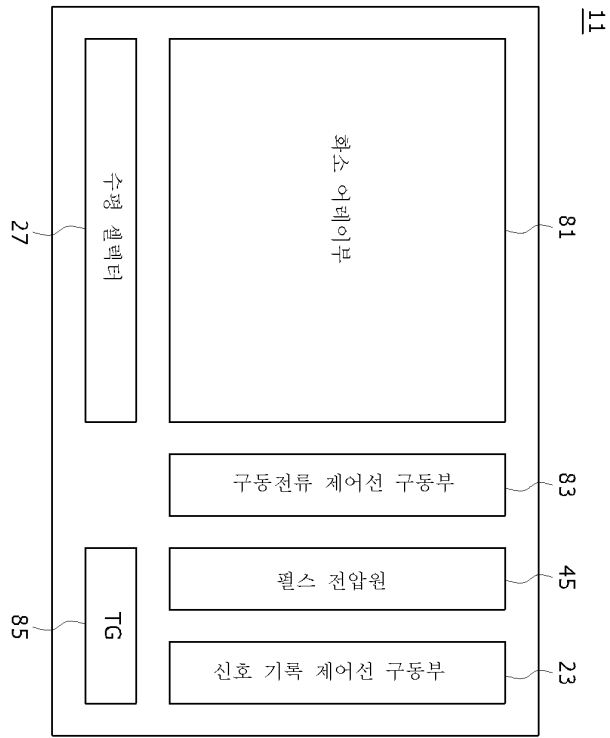 11
화소 어레이부
81
수평 셀렉터
27
구동전류 제어선 구동부
83
펄스 전압원
45
TG
85
신호 기록 제어선 구동부
23